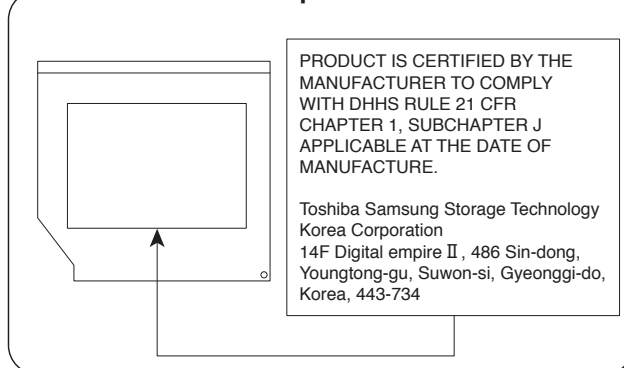 PRODUCT IS CERTIFIED BY THE
MANUFACTURER TO COMPLY
WITH DHHS RULE 21 CFR
CHAPTER 1, SUBCHAPTER J
APPLICABLE AT THE DATE OF
MANUFACTURE.
Toshiba Samsung Storage Technology
Korea Corporation
14F Digital empire Ⅱ, 486 Sin-dong,
Youngtong-gu, Suwon-si, Gyeonggi-do,
Korea, 443-734